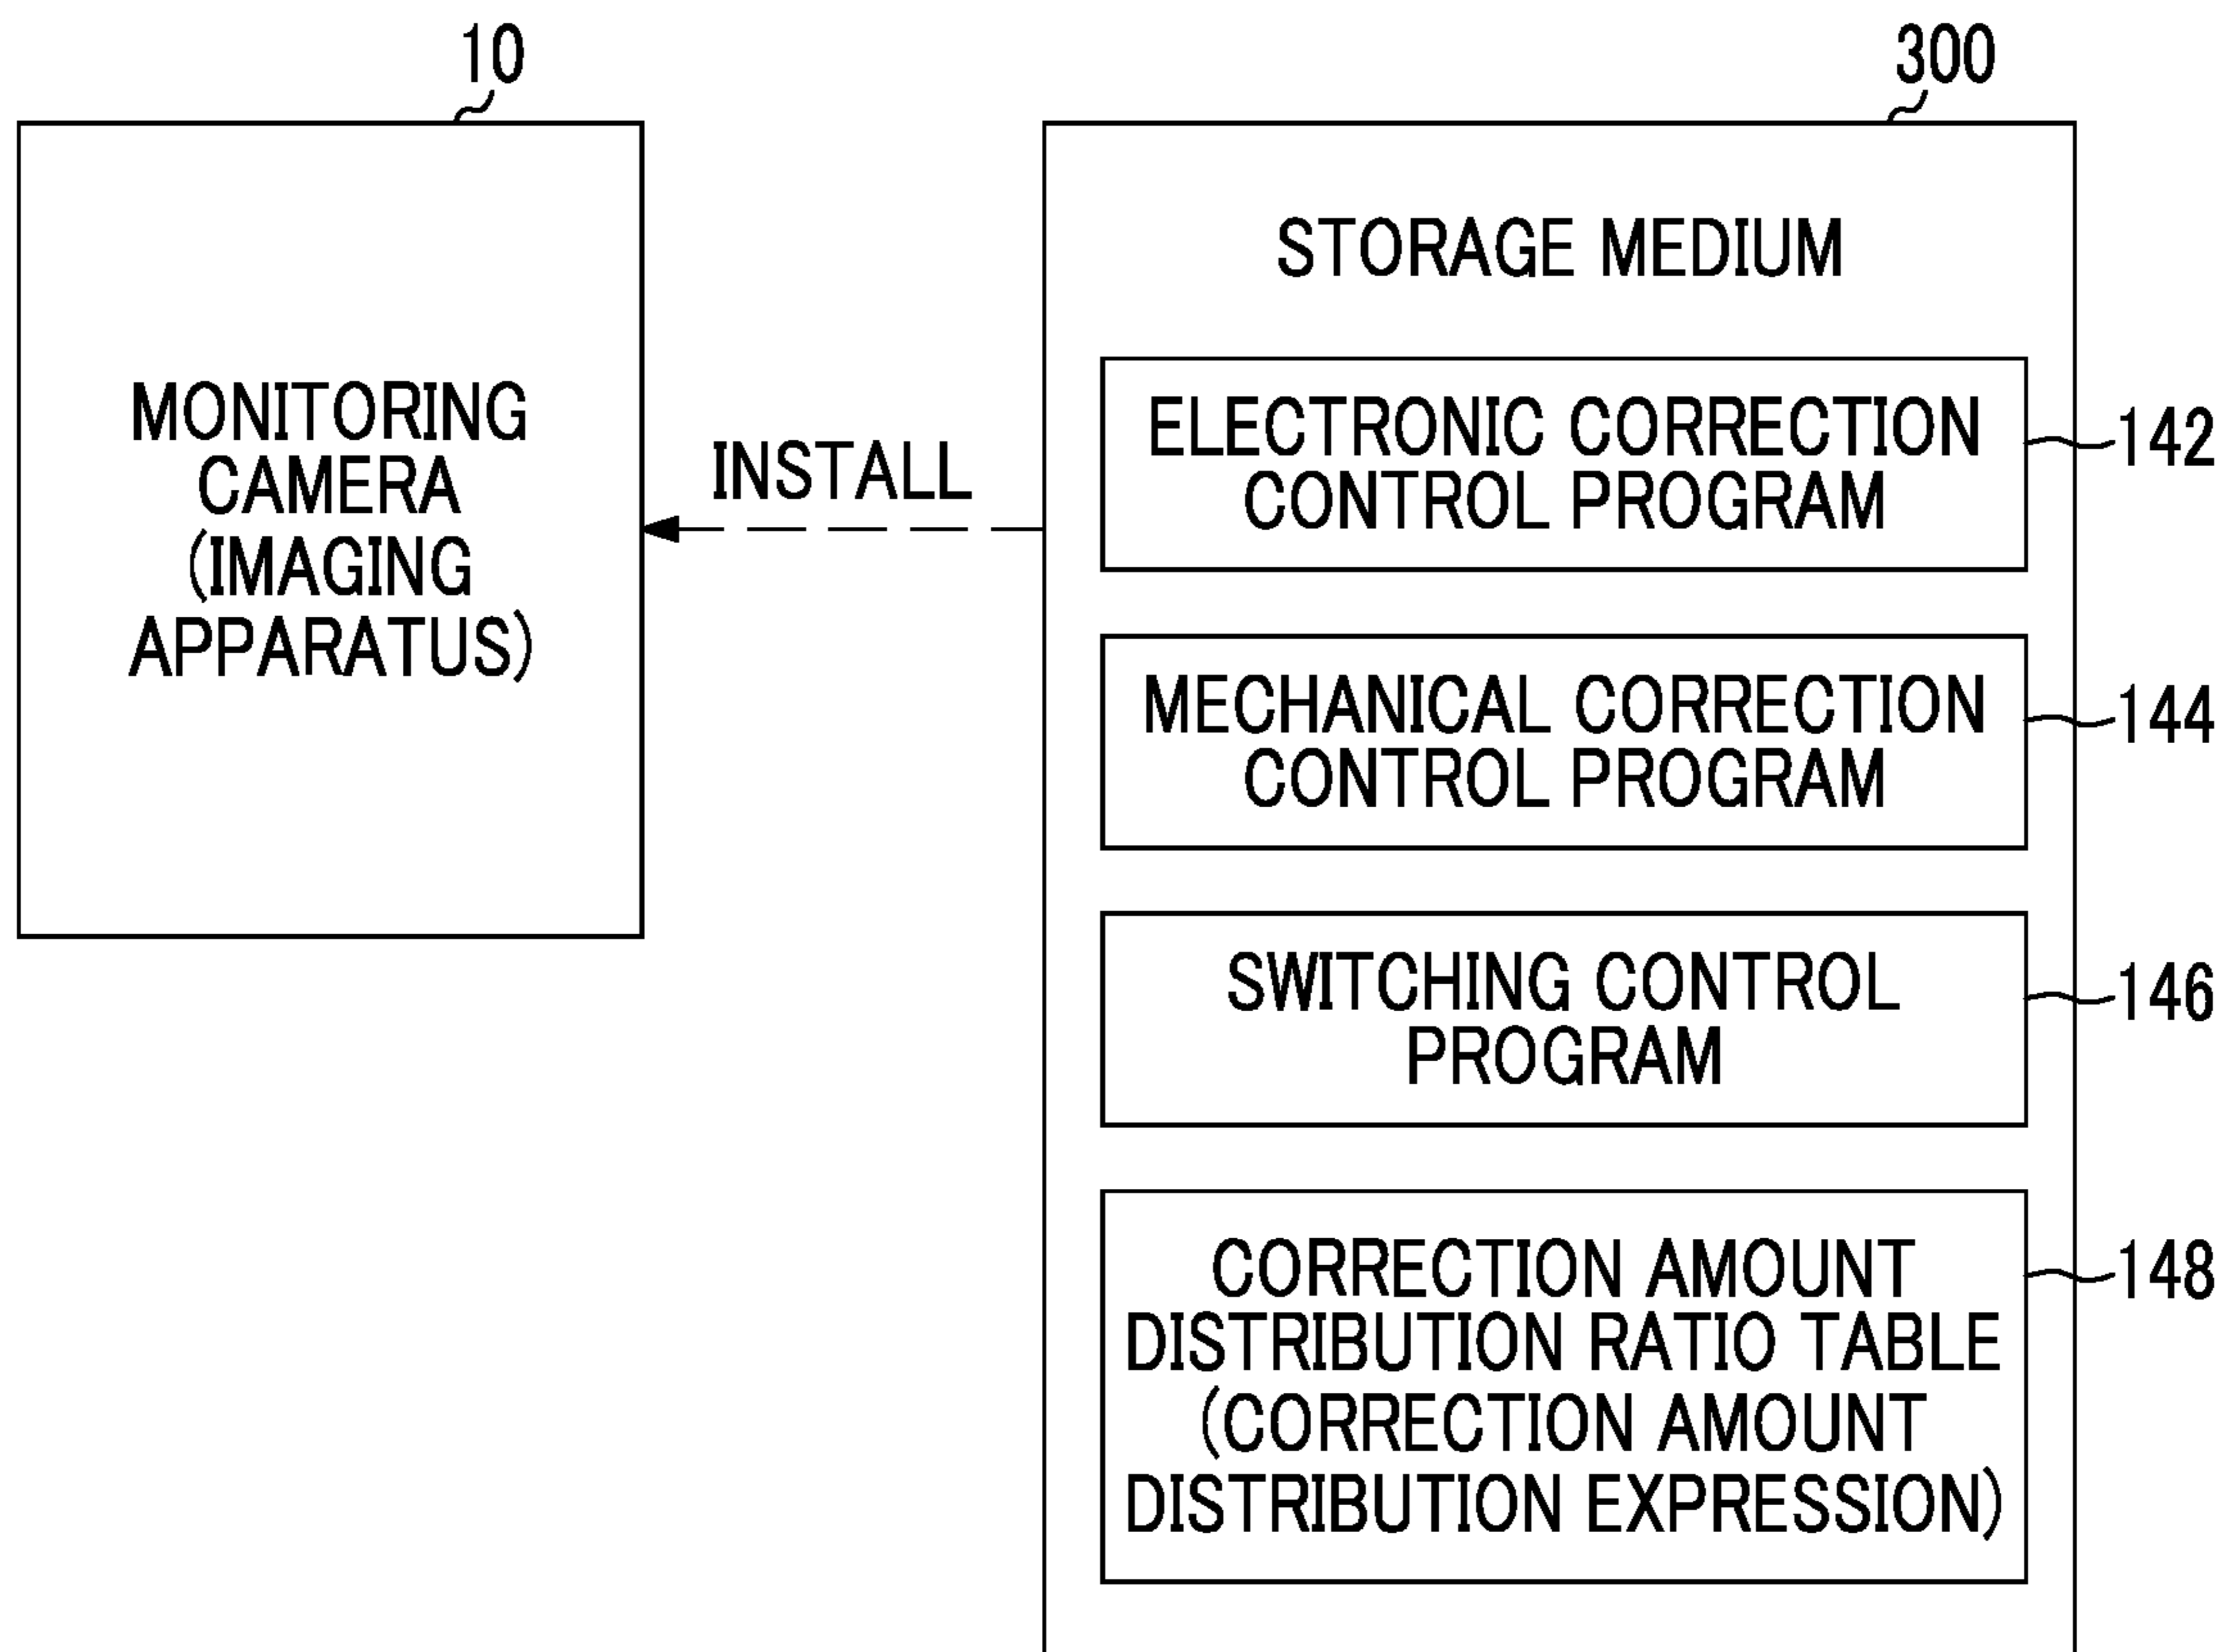 10
MONITORING
CAMERA
(IMAGING
APPARATUS)
INSTALL
300
STORAGE MEDIUM
ELECTRONIC CORRECTION
CONTROL PROGRAM
142
MECHANICAL CORRECTION
CONTROL PROGRAM
144
SWITCHING CONTROL
PROGRAM
146
CORRECTION AMOUNT
DISTRIBUTION RATIO TABLE
(CORRECTION AMOUNT
DISTRIBUTION EXPRESSION)
148